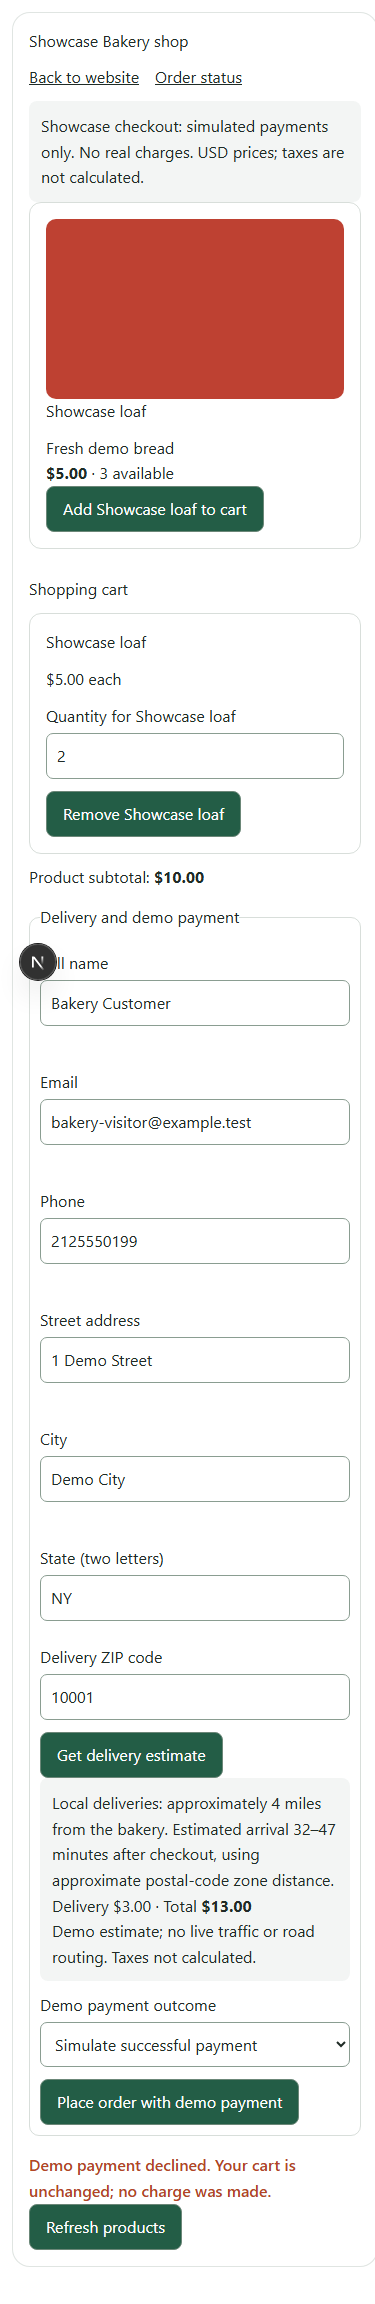 Showcase Bakery shop
Back to website Order status
Showcase checkout: simulated payments
only. No real charges. USD prices; taxes are
not calculated.
Showcase loaf
Fresh demo bread
$5.00 · 3 available
Add Showcase loaf to cart
Shopping cart
Showcase loaf
$5.00 each
Quantity for Showcase loaf
2
Remove Showcase loaf
Product subtotal: $10.00
Delivery and demo payment
N
name
Bakery Customer
Email
bakery-visitor@example.test
Phone
2125550199
Street address
1 Demo Street
City
Demo City
State (two letters)
NY
Delivery ZIP code
10001
Get delivery estimate
Local deliveries: approximately 4 miles
from the bakery. Estimated arrival 32–47
minutes after checkout, using
approximate postal-code zone distance.
Delivery $3.00 · Total $13.00
Demo estimate; no live traffic or road
routing. Taxes not calculated.
Demo payment outcome
Simulate successful payment
Place order with demo payment
Demo payment declined. Your cart is
unchanged; no charge was made.
Refresh products